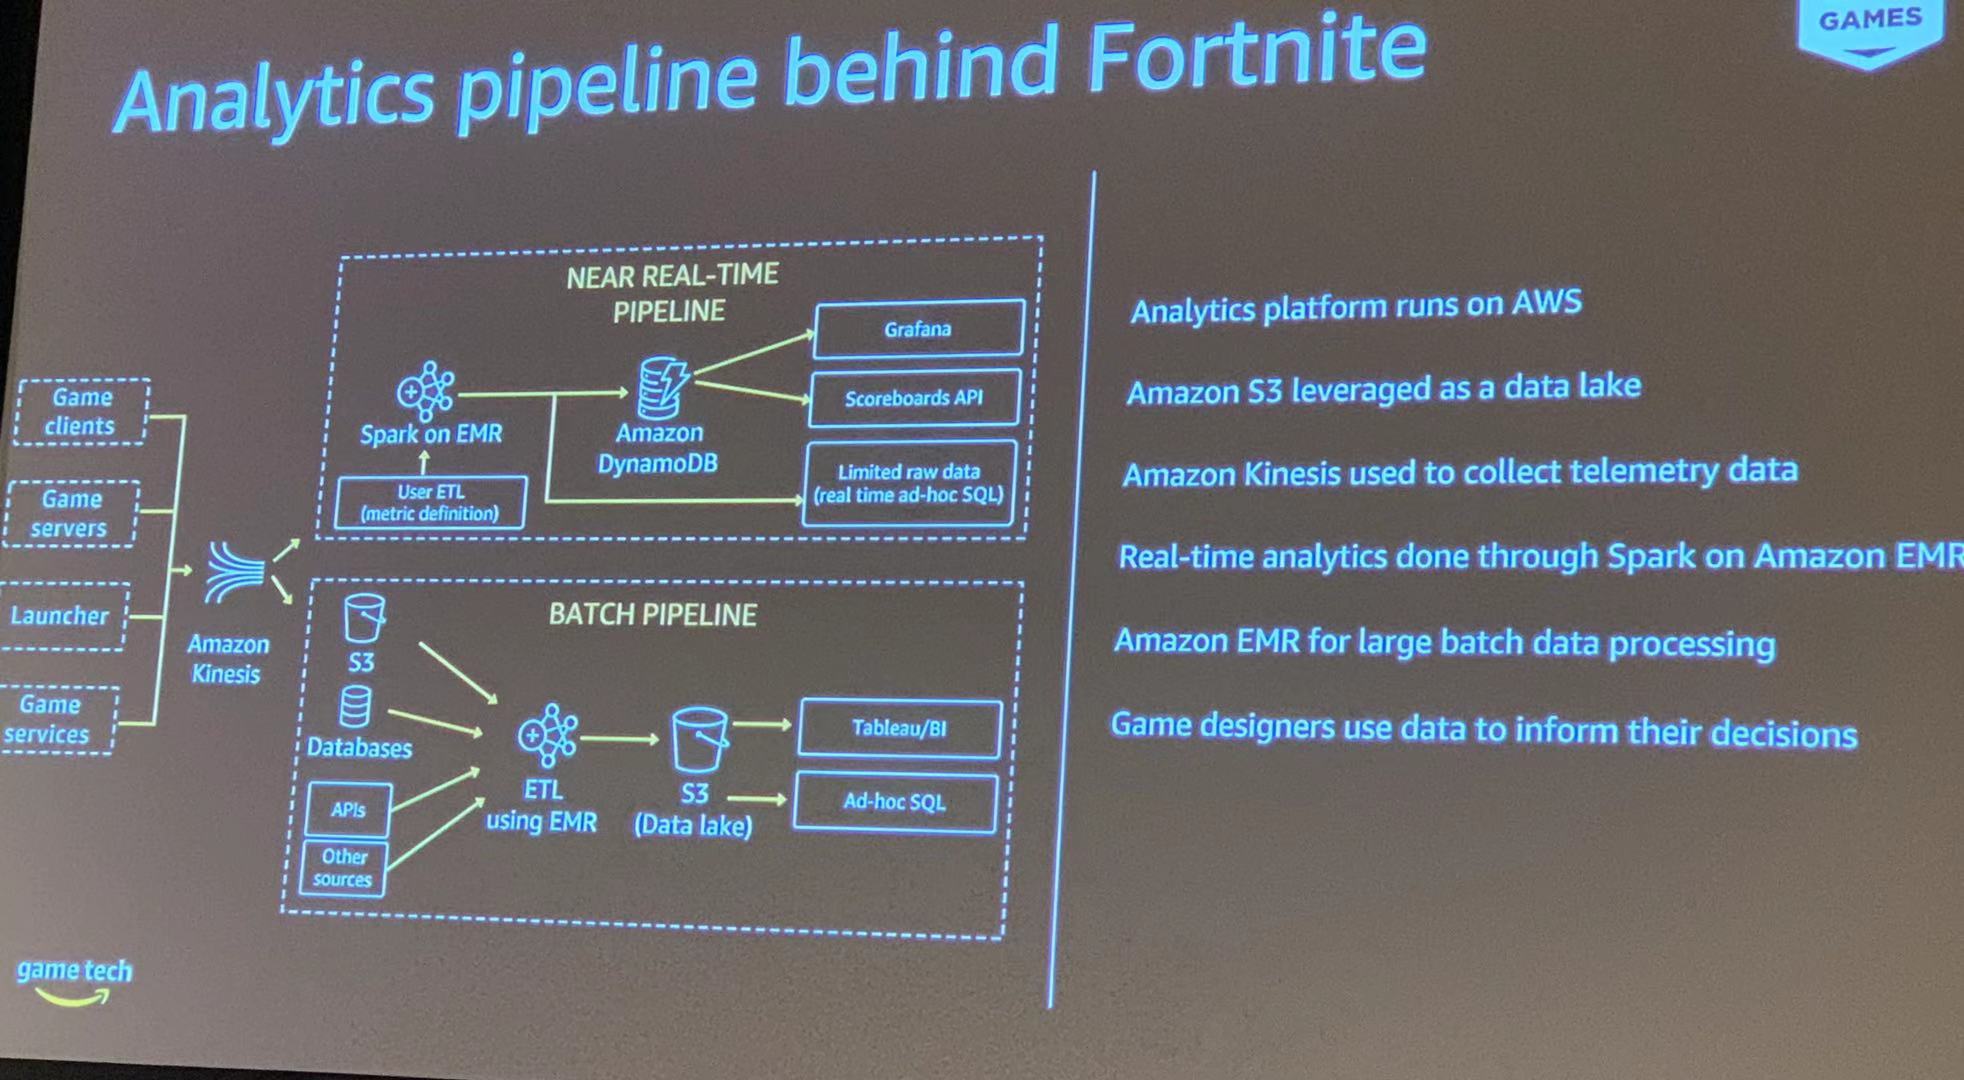 GAMES
Analytics pipeline behind Fortnite
Game
clients
Game
servers
Launcher
Game
services
Amazon
Kinesis
NEAR REAL-TIME
PIPELINE
Spark on EMR
User ETL
(metric definition)
Amazon
DynamoDB
Grafana
Scoreboards API
Limited raw data
(real time ad-hoc SQL)
BATCH PIPELINE
S3
Databases
APIs
Other
sources
ETL
using EMR
S3
(Data lake)
Tableau/BI
Ad-hoc SQL
Analytics platform runs on AWS
Amazon S3 leveraged as a data lake
Amazon Kinesis used to collect telemetry data
Real-time analytics done through Spark on Amazon EMR
Amazon EMR for large batch data processing
Game designers use data to inform their decisions
game tech